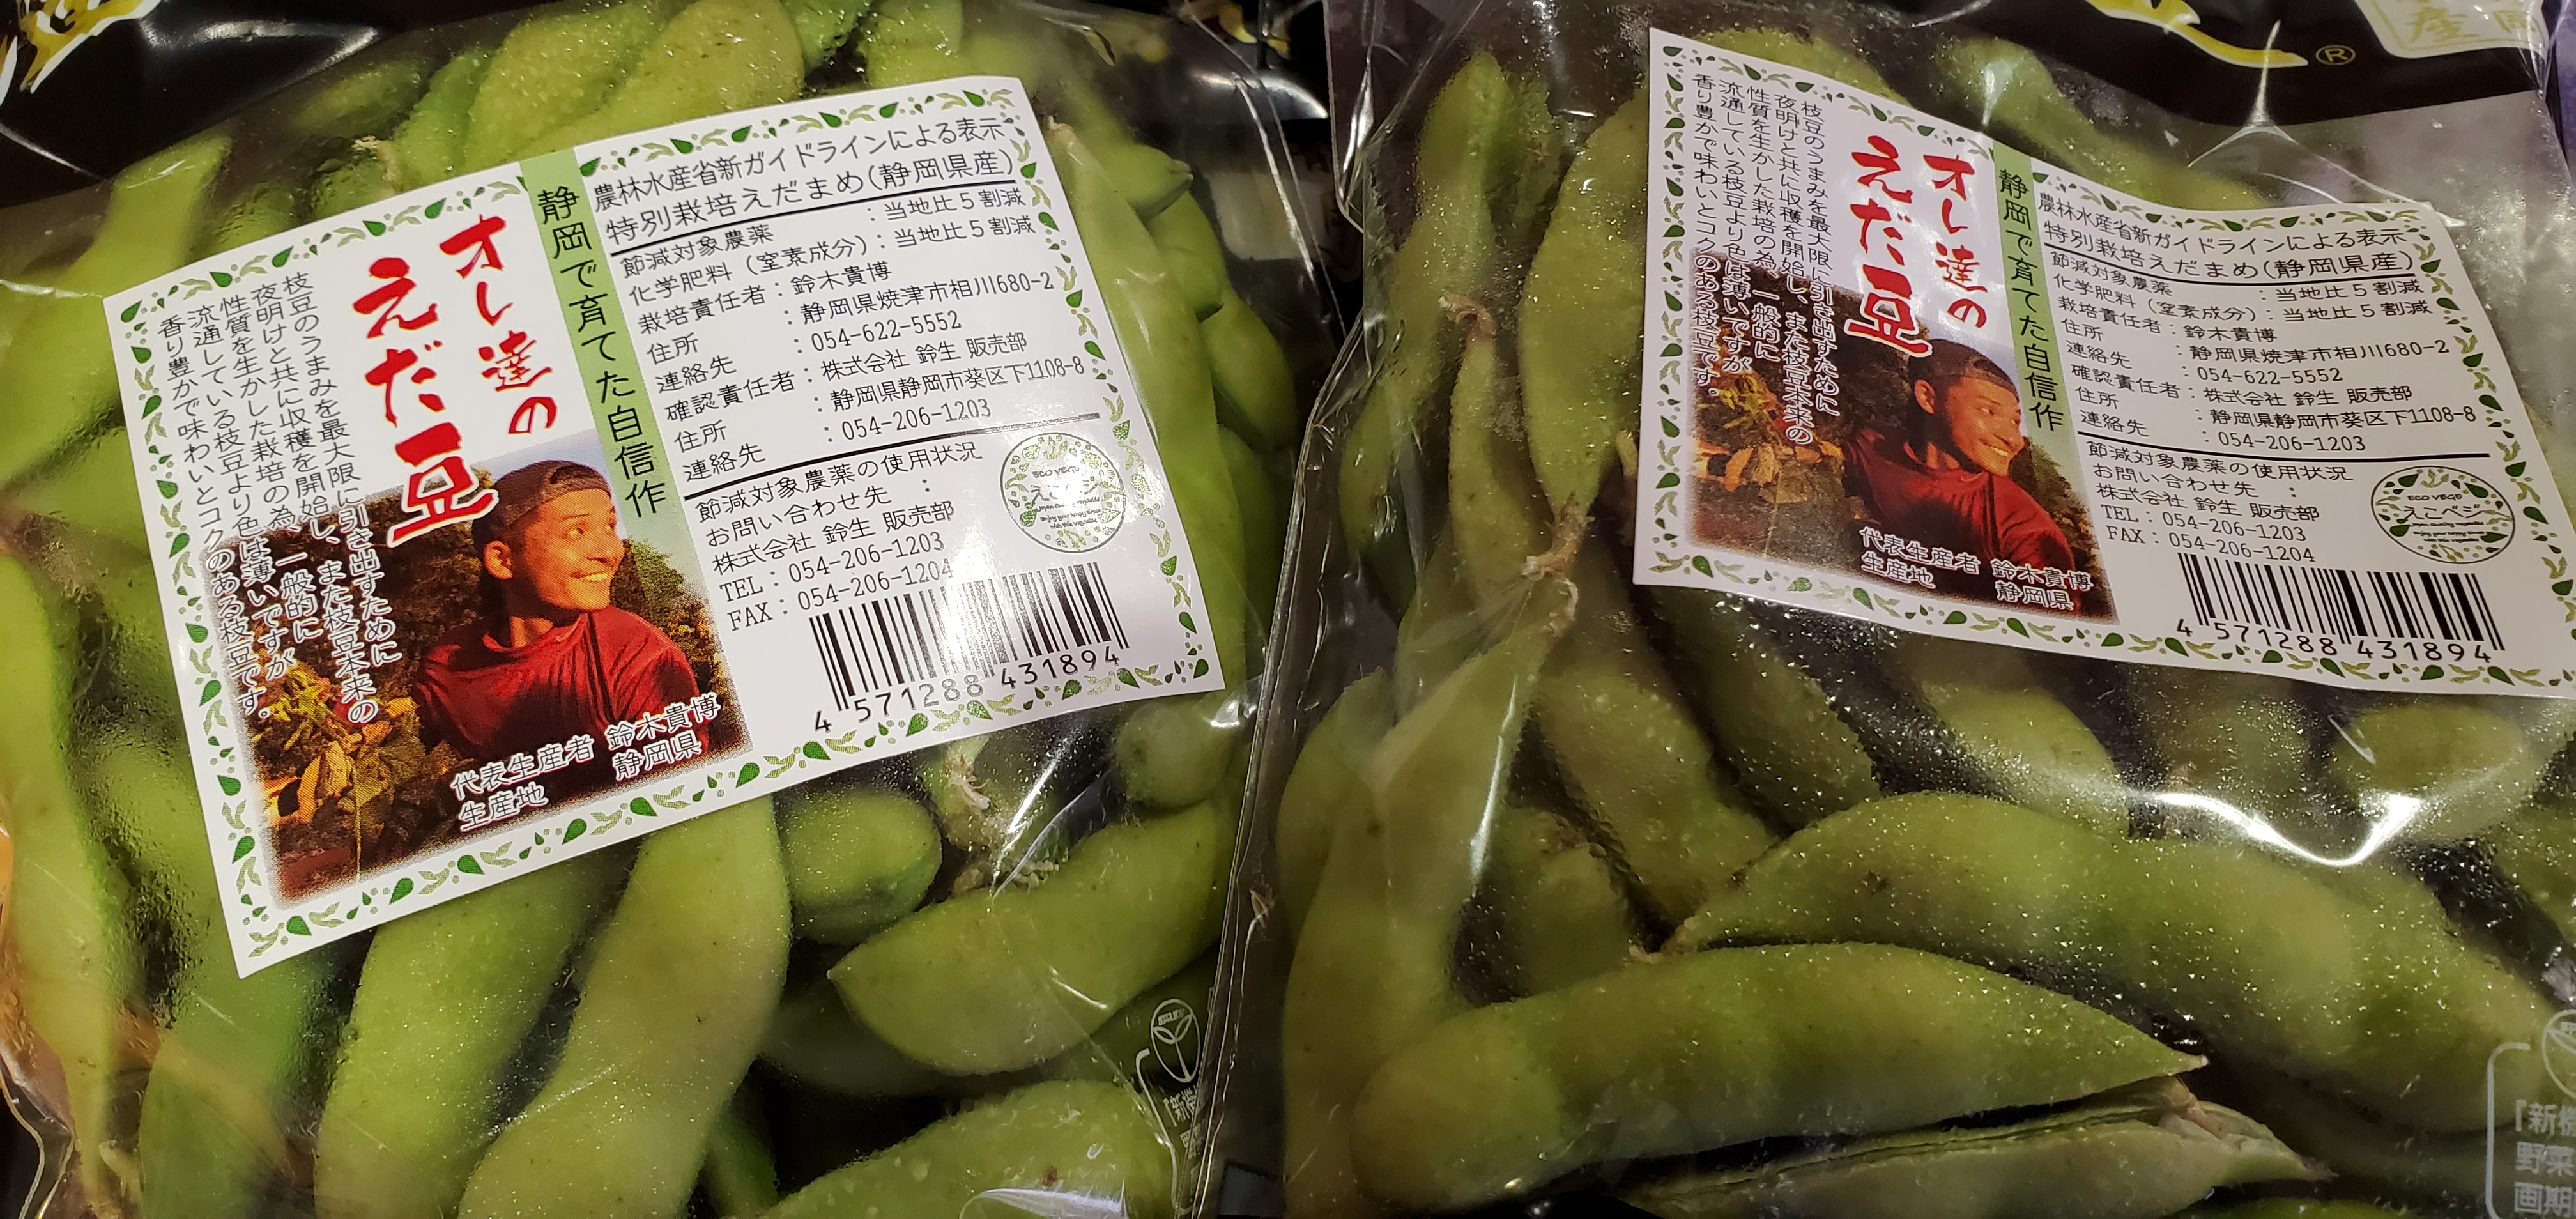 オレ達の
えだ豆
枝豆のうまみを最大限に引き出すために
夜明けと共に収穫を開始し、また枝豆本来の
性質を生かした栽培の為、一般的に
流通している枝豆より色は薄いですが
香り豊かで味わいとコクのある枝豆です。
代表生産者 鈴木貴博
生産地 静岡県
静岡で育てた自信作
農林水産省新ガイドラインによる表示
特別栽培えだまめ(静岡県産)
節減対象農薬 :当地比5割減
化学肥料(窒素成分):当地比5割減
栽培責任者:鈴木貴博
住所 :静岡県焼津市相川680-2
連絡先 :054-622-5552
確認責任者:株式会社 鈴生 販売部
住所 :静岡県静岡市葵区下1108-8
連絡先 :054-206-1203
節減対象農薬の使用状況
お問い合わせ先 :
株式会社 鈴生 販売部
TEL:054-206-1203
FAX:054-206-1204
ECO VEGE
えこベジ
4 571288 431894
®
産
オレ達の
えだ豆
枝豆のうまみを最大限に引き出すために
夜明けと共に収穫を開始し、また枝豆本来の
性質を生かした栽培の為、一般的に
流通している枝豆より色は薄いですが
香り豊かで味わいとコクのある枝豆です。
代表生産者 鈴木貴博
生産地 静岡県
静岡で育てた自信作
農林水産省新ガイドラインによる表示
特別栽培えだまめ(静岡県産)
節減対象農薬 :当地比5割減
化学肥料(窒素成分):当地比5割減
栽培責任者:鈴木貴博
住所 :静岡県焼津市相川680-2
連絡先 :054-622-5552
確認責任者:株式会社 鈴生 販売部
住所 :静岡県静岡市葵区下1108-8
連絡先 :054-206-1203
節減対象農薬の使用状況
お問い合わせ先 :
株式会社 鈴生 販売部
TEL:054-206-1203
FAX:054-206-1204
ECO VEGE
えこベジ
4 571288 431894
「新
野菜
画期